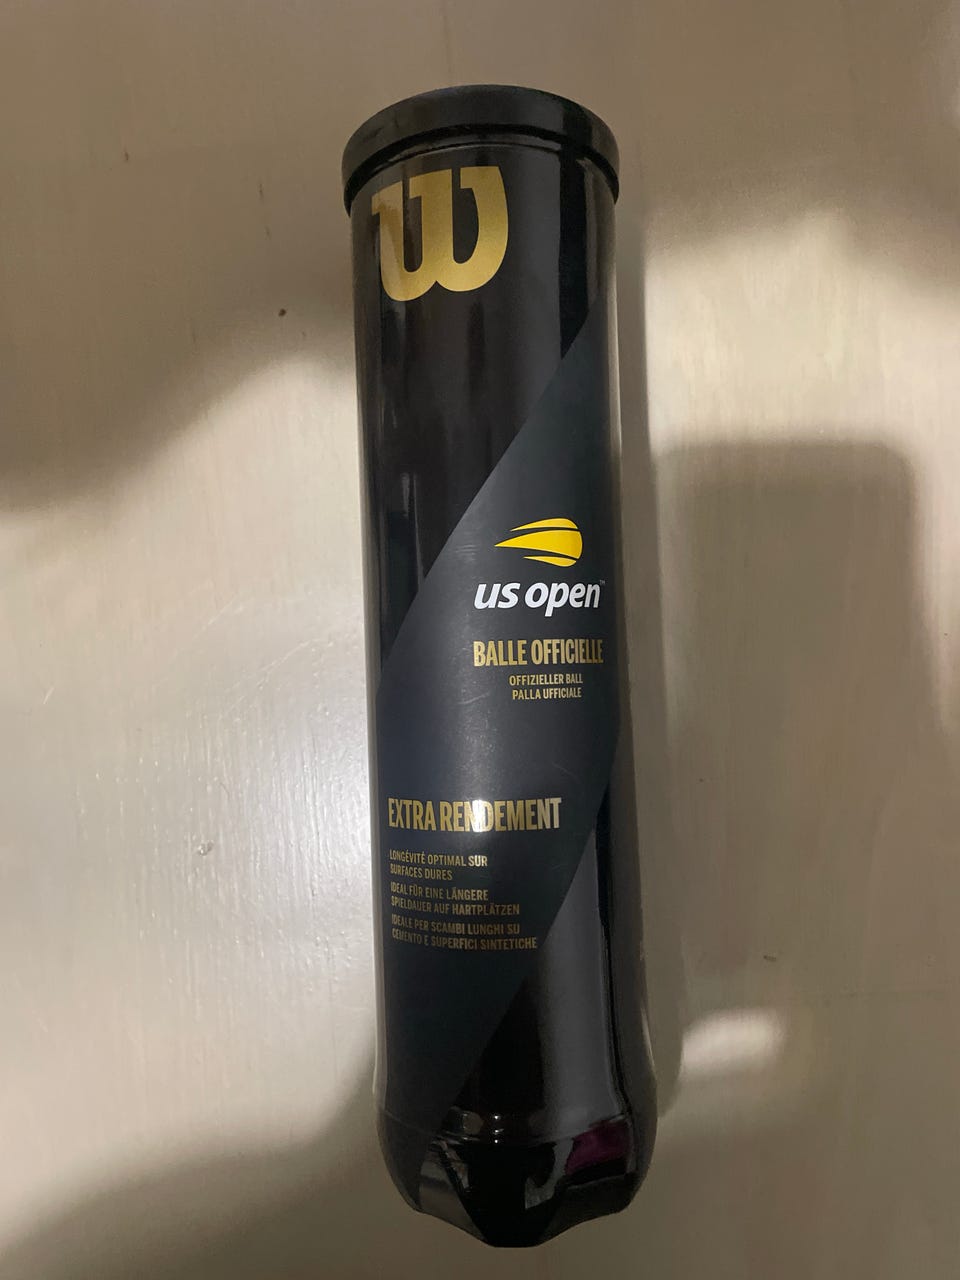 W
us open™
BALLE OFFICIELLE
OFFIZIELLER BALL
PALLA UFFICIALE
EXTRA RENDEMENT
LONGÉVITÉ OPTIMAL SUR
SURFACES DURES
IDEAL FÜR EINE LÄNGERE
SPIELDAUER AUF HARTPLÄTZEN
IDEALE PER SCAMBI LUNGHI SU
CEMENTO E SUPERFICI SINTETICHE